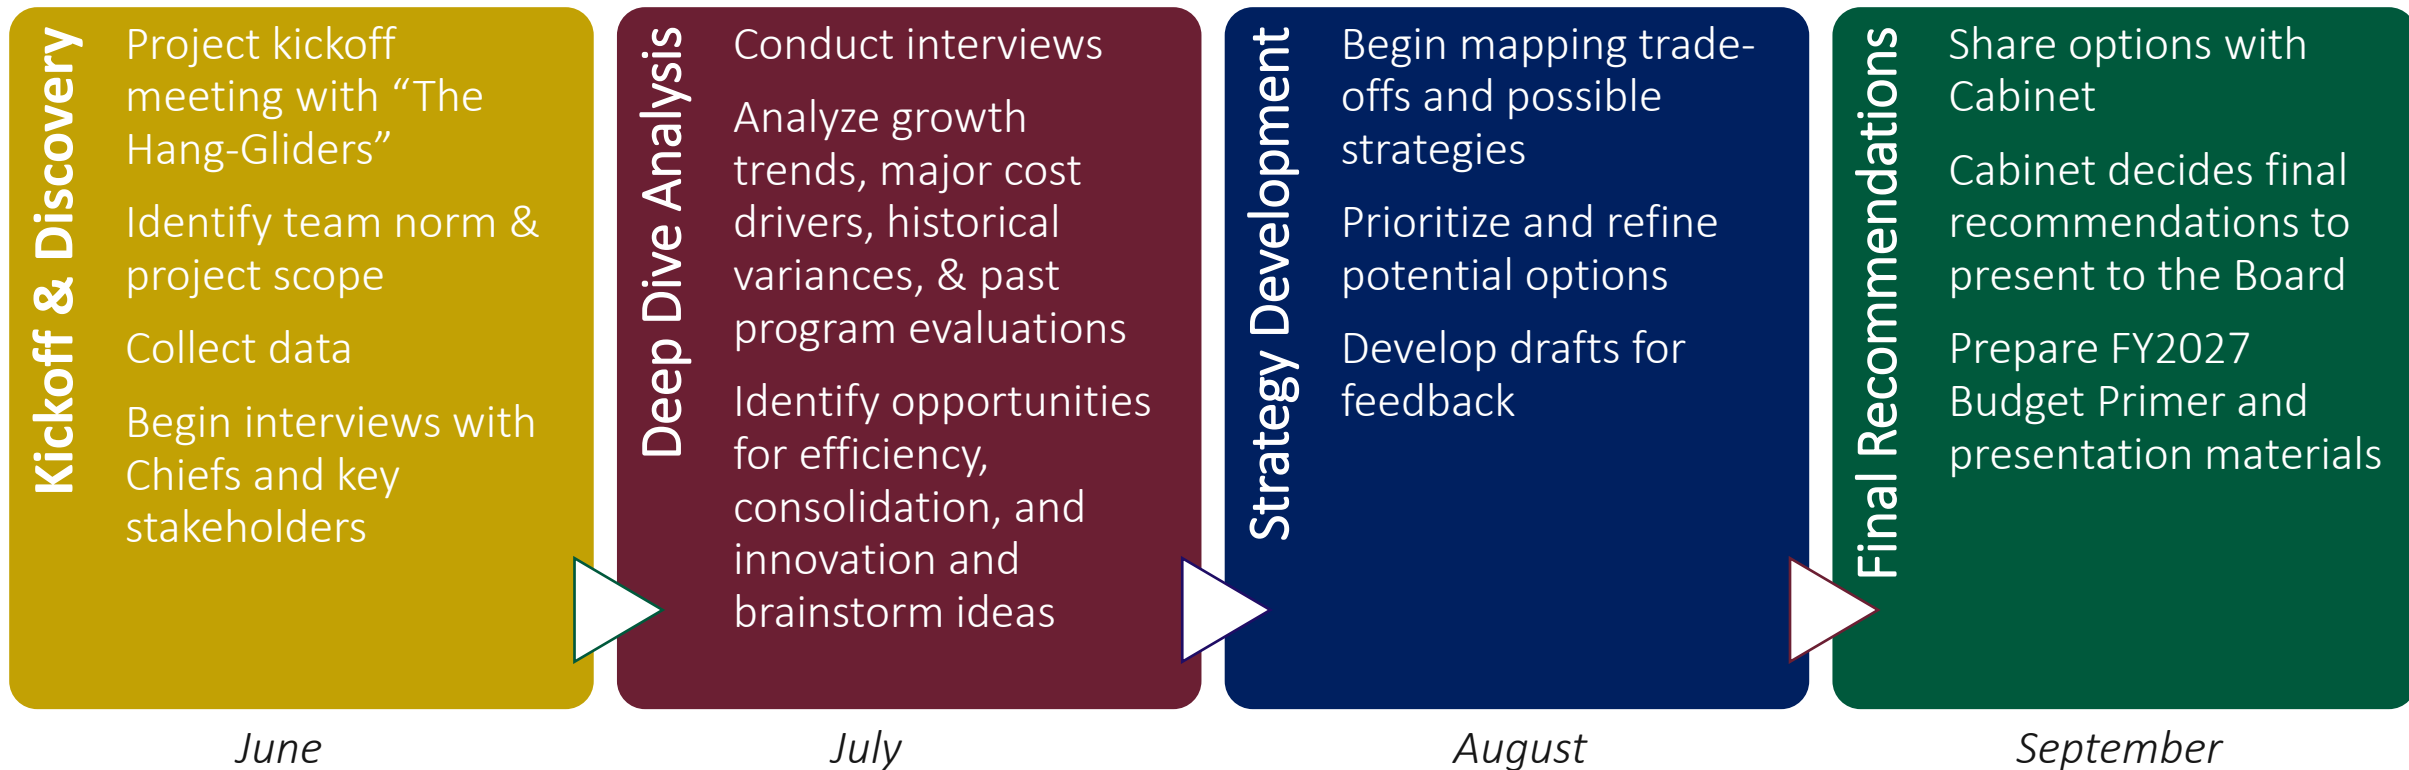 Kickoff & Discovery
Project kickoff
meeting with “The
Hang-Gliders”
Identify team norm &
project scope
Collect data
Begin interviews with
Chiefs and key
stakeholders
June
Deep Dive Analysis
Conduct interviews
Analyze growth
trends, major cost
drivers, historical
variances, & past
program evaluations
Identify opportunities
for efficiency,
consolidation, and
innovation and
brainstorm ideas
July
Strategy Development
Begin mapping trade-
offs and possible
strategies
Prioritize and refine
potential options
Develop drafts for
feedback
August
Final Recommendations
Share options with
Cabinet
Cabinet decides final
recommendations to
present to the Board
Prepare FY2027
Budget Primer and
presentation materials
September